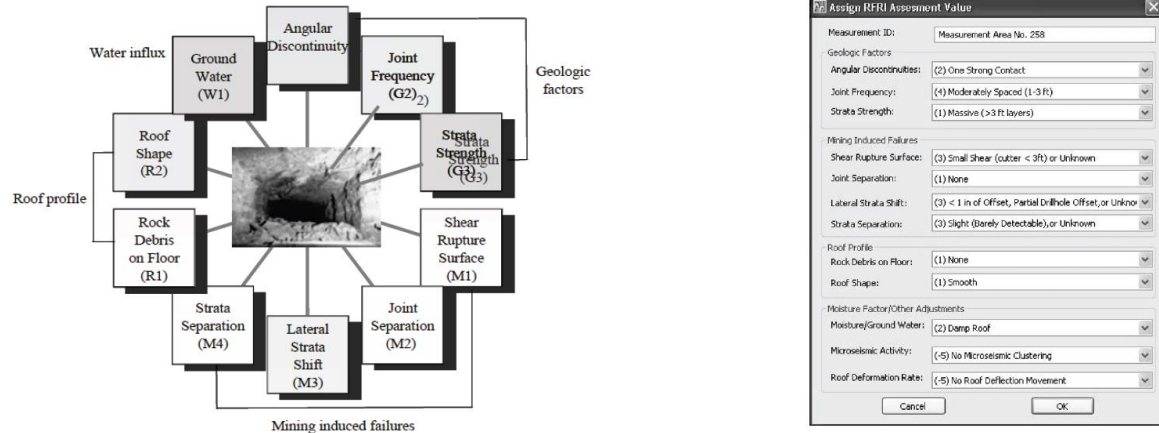 Water influx
Angular
Discontinuity
Ground
Water
(W1)
Joint
Frequency
(G2)
2)
Geologic
factors
Roof
Shape
(R2)
Strata
Strength
(G3)
Strata
Strength
(G3)
Roof profile
Rock
Debris
on Floor
(R1)
Shear
Rupture
Surface
(M1)
Strata
Separation
(M4)
Lateral
Strata
Shift
(M3)
Joint
Separation
(M2)
Mining induced failures
Assign RFRI Assesment Value
Measurement ID: Measurement Area No. 258
Geologic Factors
Angular Discontinuities: (2) One Strong Contact
Joint Frequency: (4) Moderately Spaced (1-3 ft)
Strata Strength: (1) Massive (>3 ft layers)
Mining Induced Failures
Shear Rupture Surface: (3) Small Shear (cutter < 3ft) or Unknown
Joint Separation: (1) None
Lateral Strata Shift: (3) < 1 in of Offset, Partial Drillhole Offset,or Unknow
Strata Separation: (3) Slight (Barely Detectable),or Unknown
Roof Profile
Rock Debris on Floor: (1) None
Roof Shape: (1) Smooth
Moisture Factor/Other Adjustments
Moisture/Ground Water: (2) Damp Roof
Microseismic Activity: (-5) No Microseismic Clustering
Roof Deformation Rate: (-5) No Roof Deflection Movement
Cancel OK